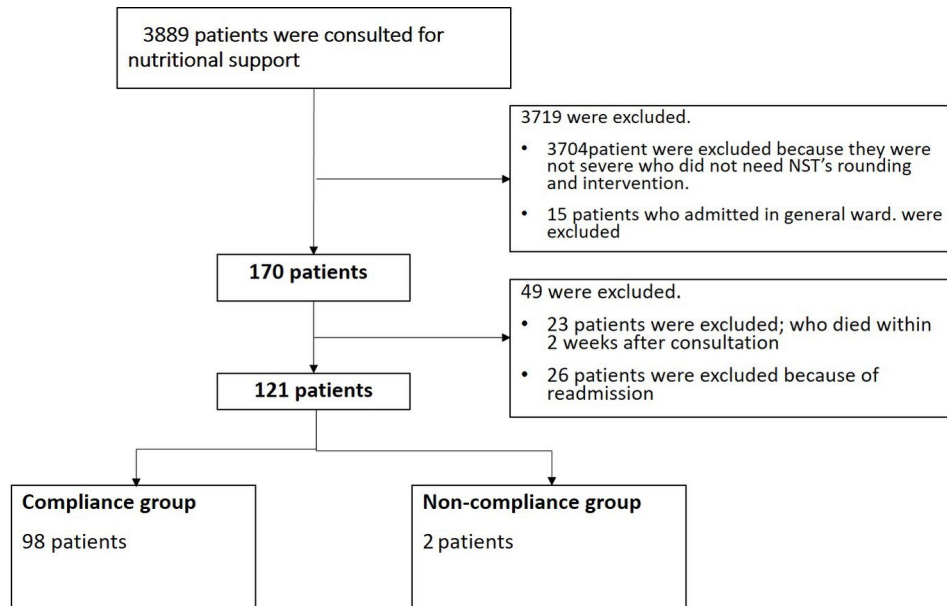 3889 patients were consulted for
nutritional support
3719 were excluded.
• 3704patient were excluded because they were
not severe who did not need NST’s rounding
and intervention.
• 15 patients who admitted in general ward. were
excluded
170 patients
49 were excluded.
• 23 patients were excluded; who died within
2 weeks after consultation
• 26 patients were excluded because of
readmission
121 patients
Compliance group
98 patients
Non-compliance group
2 patients